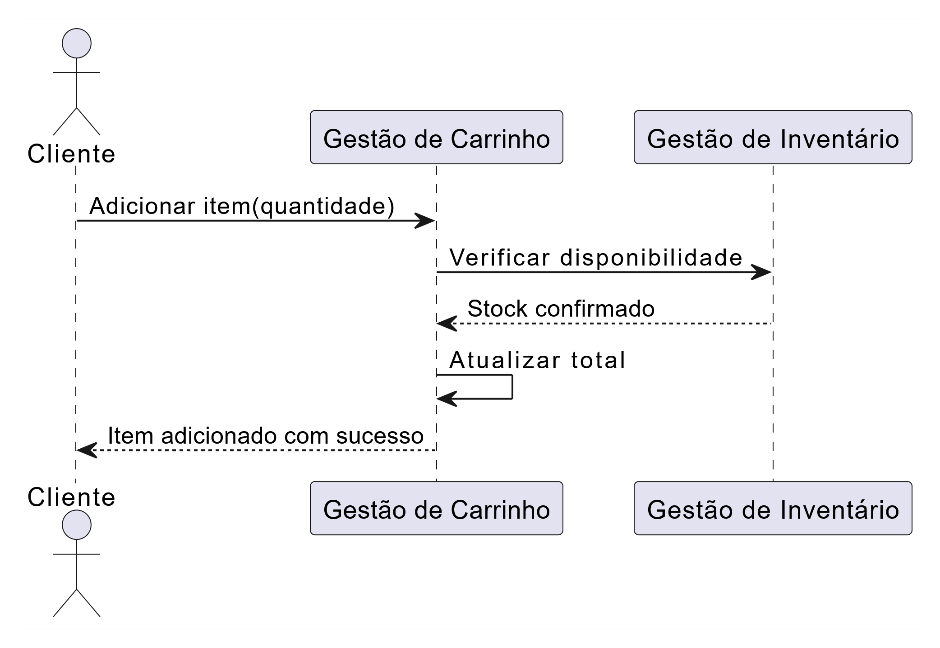 Cliente
Gestão de Carrinho
Gestão de Inventário
Adicionar item(quantidade)
Verificar disponibilidade
Stock confirmado
Atualizar total
Item adicionado com sucesso
Cliente
Gestão de Carrinho
Gestão de Inventário